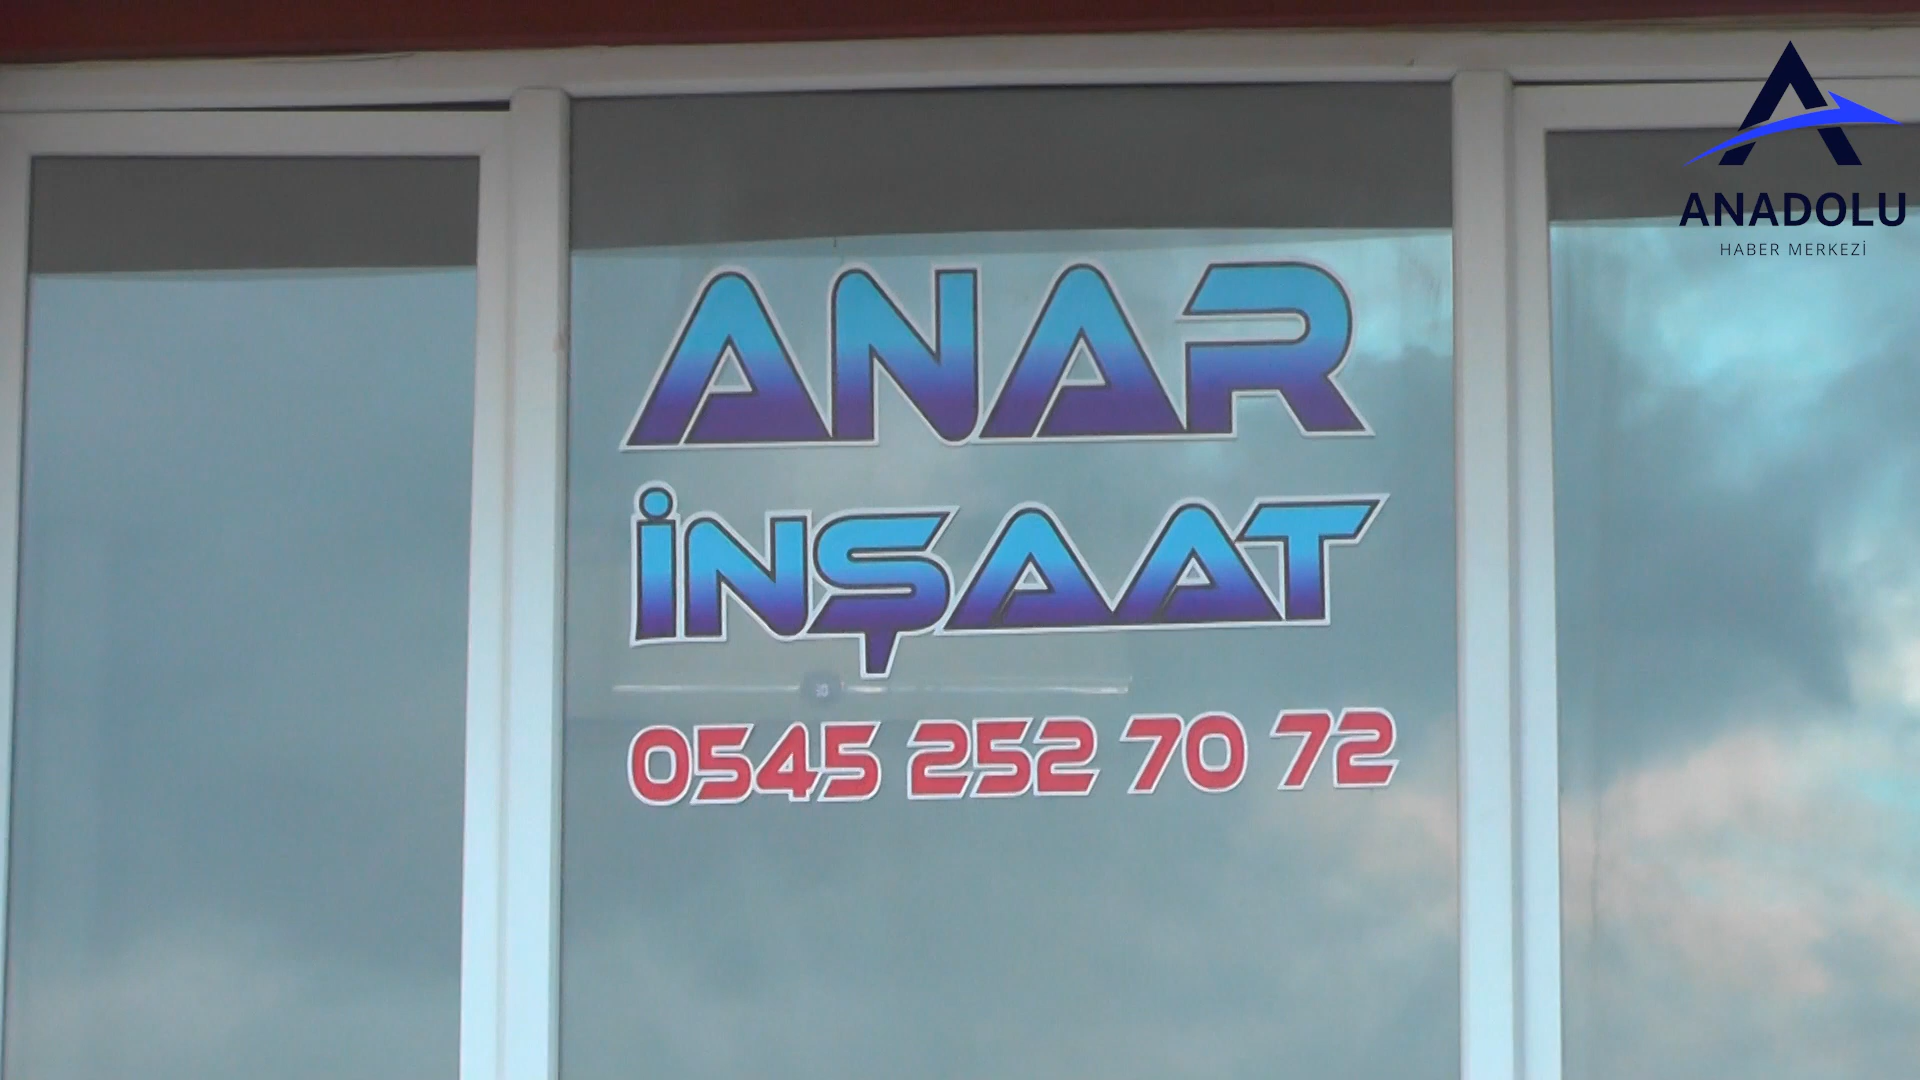 ANAR
İNŞAAT
0545 252 70 72
ANADOLU
HABER MERKEZİ